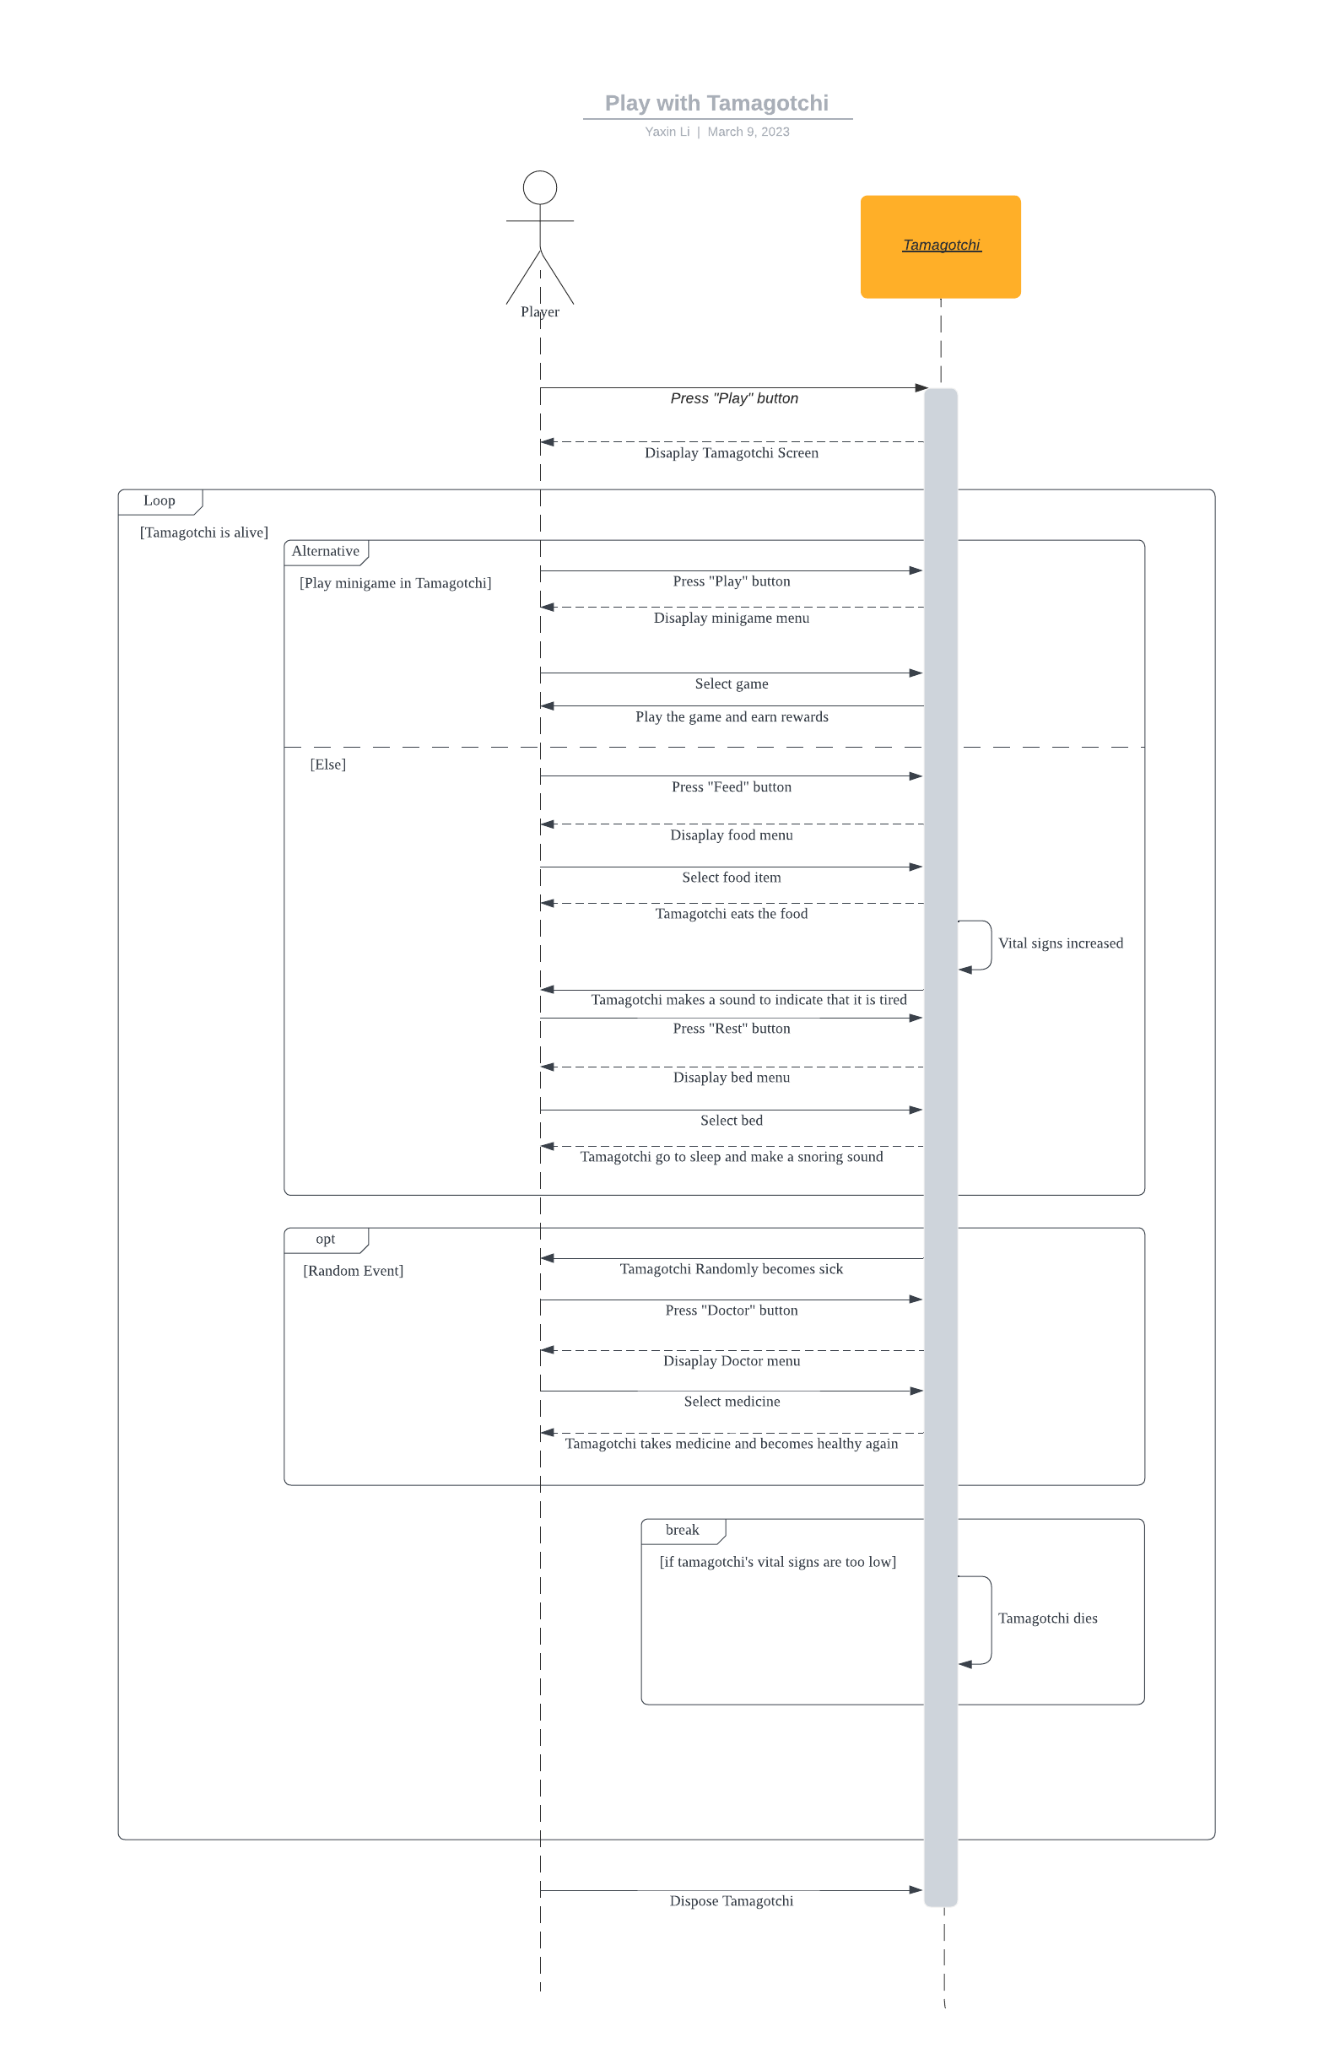 Play with Tamagotchi
Yaxin Li | March 9, 2023
Player
Tamagotchi
Press "Play" button
Disaplay Tamagotchi Screen
Loop
[Tamagotchi is alive]
Alternative
[Play minigame in Tamagotchi]
Press "Play" button
Disaplay minigame menu
Select game
Play the game and earn rewards
[Else]
Press "Feed" button
Disaplay food menu
Select food item
Tamagotchi eats the food
Vital signs increased
Tamagotchi makes a sound to indicate that it is tired
Press "Rest" button
Disaplay bed menu
Select bed
Tamagotchi go to sleep and make a snoring sound
opt
[Random Event]
Tamagotchi Randomly becomes sick
Press "Doctor" button
Disaplay Doctor menu
Select medicine
Tamagotchi takes medicine and becomes healthy again
break
[if tamagotchi's vital signs are too low]
Tamagotchi dies
Dispose Tamagotchi